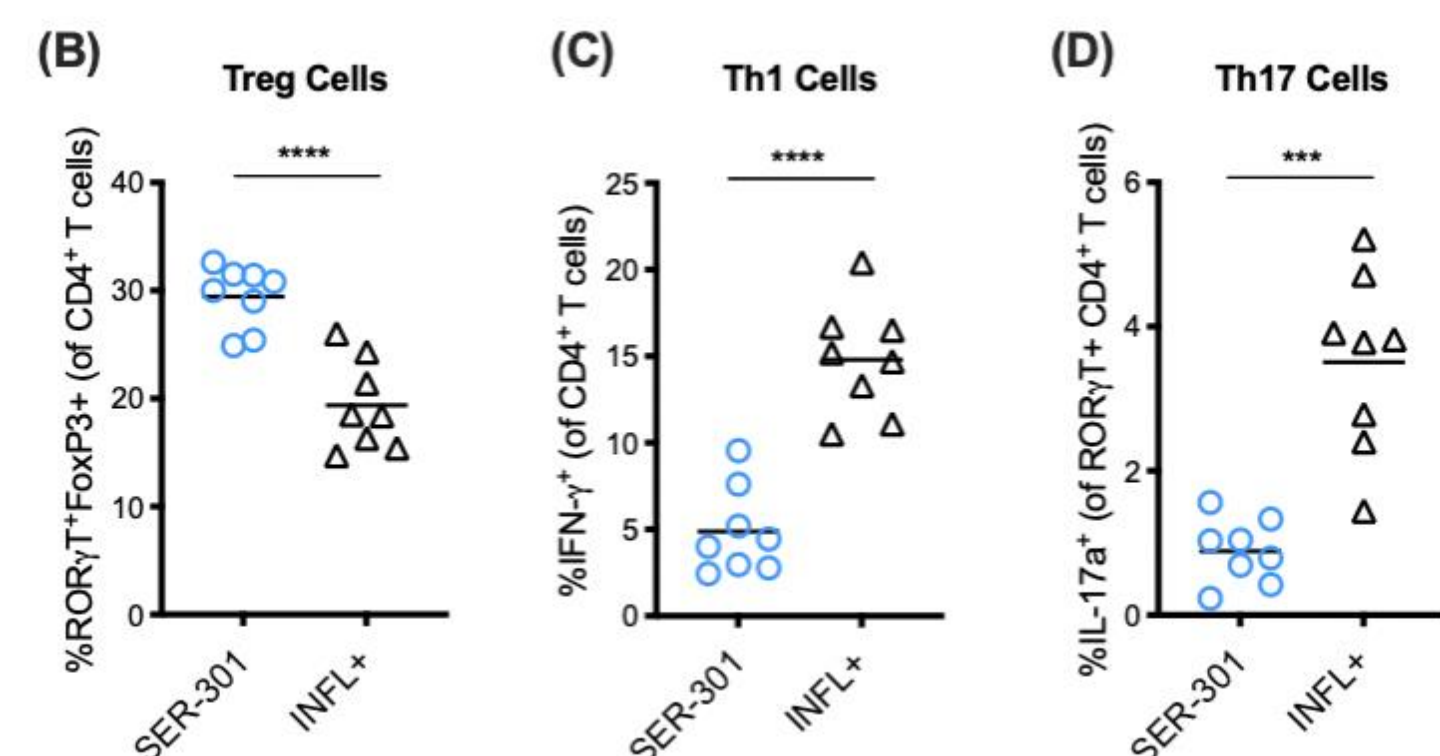 (B)
Treg Cells
****
%RORγT⁺FoxP3+ (of CD4⁺ T cells)
40
30
20
10
0
SER-301
INFL+
(C)
Th1 Cells
****
%IFN-γ⁺ (of CD4⁺ T cells)
25
20
15
10
5
0
SER-301
INFL+
(D)
Th17 Cells
***
%IL-17a⁺ (of RORγT+ CD4⁺ T cells)
6
4
2
0
SER-301
INFL+